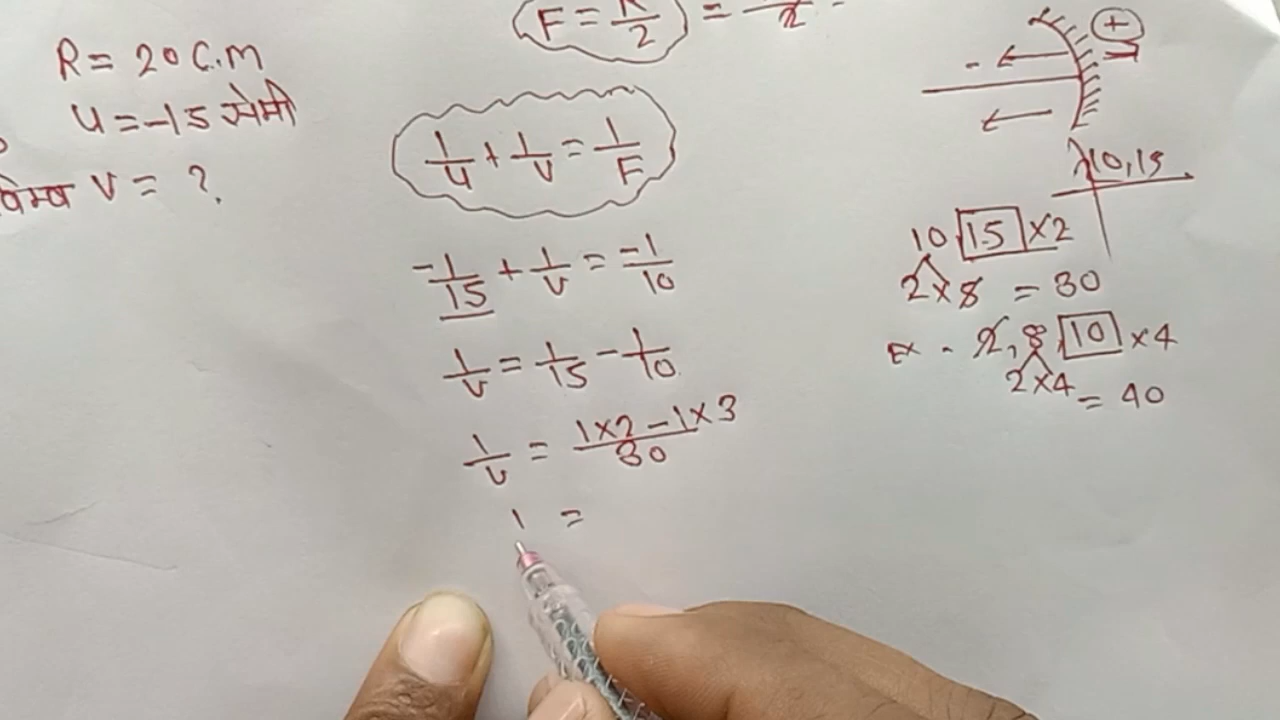 R = 20 C.M
u = -15 सेमी
v = ?
F = R/2 =
1/u + 1/v = 1/F
-1/15 + 1/v = -1/10
1/v = 1/15 - 1/10
1/v = 1×2 - 1×3/30
1 =
(+)
-
10,15
10 15 × 2
2×5 = 30
Ex - 2, 8, 10 × 4
2×4 = 40